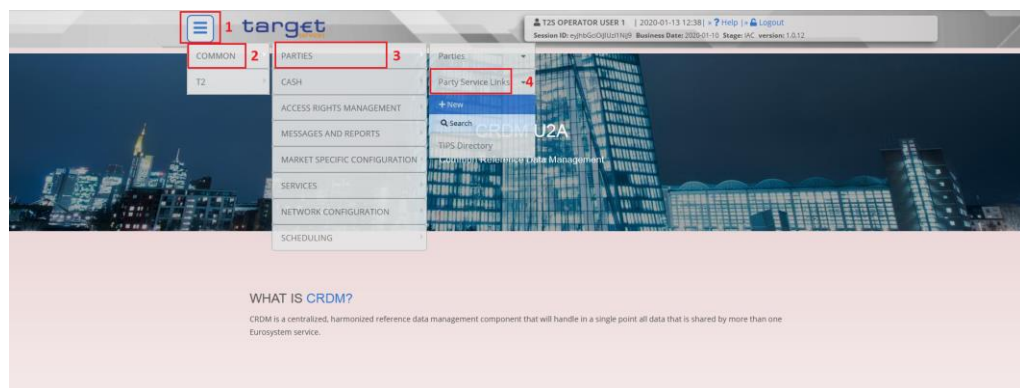 1 target
T2S OPERATOR USER 1 | 2020-01-13 12:38| » ? Help |» Logout
Business Date: 2020-01-10 Stage: IAC version: 1.0.12
COMMON 2 PARTIES 3 Parties
T2 CASH Party Service Links 4
ACCESS RIGHTS MANAGEMENT + New
MESSAGES AND REPORTS Search
CRDM U2A
TIPS Directory
MARKET SPECIFIC CONFIGURATION Common Reference Data Management
SERVICES
NETWORK CONFIGURATION
SCHEDULING
WHAT IS CRDM?
CRDM is a centralized, harmonized reference data management component that will handle in a single point all data that is shared by more than one
Eurosystem service.